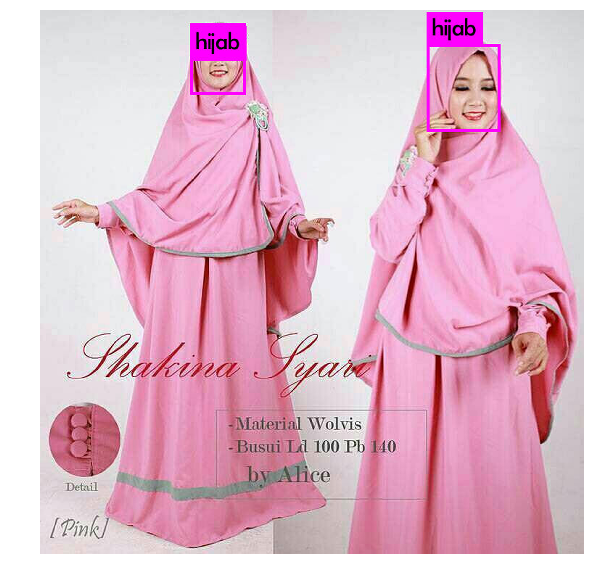 hijab
hijab
Shakina Syari
-Material Wolvis
-Busui Ld 100 Pb 140
by Alice
Detail
[Pink]